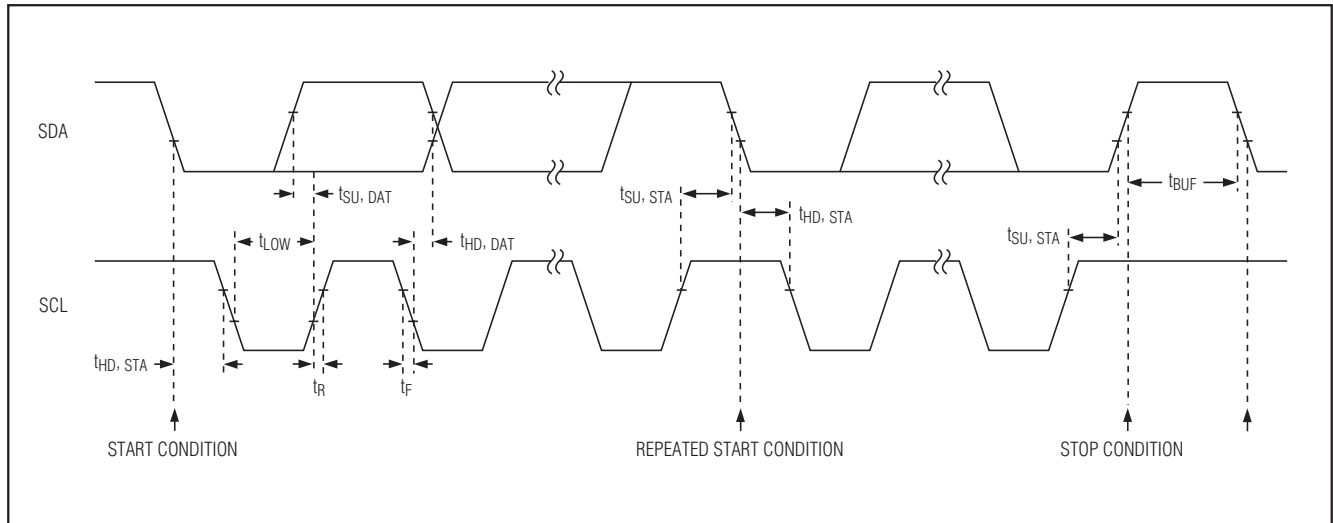 SDA
tSU, DAT
tSU, STA
tHD, STA
tBUF
tLOW
tHD, DAT
tSU, STA
SCL
tHD, STA
tR
tF
START CONDITION
REPEATED START CONDITION
STOP CONDITION